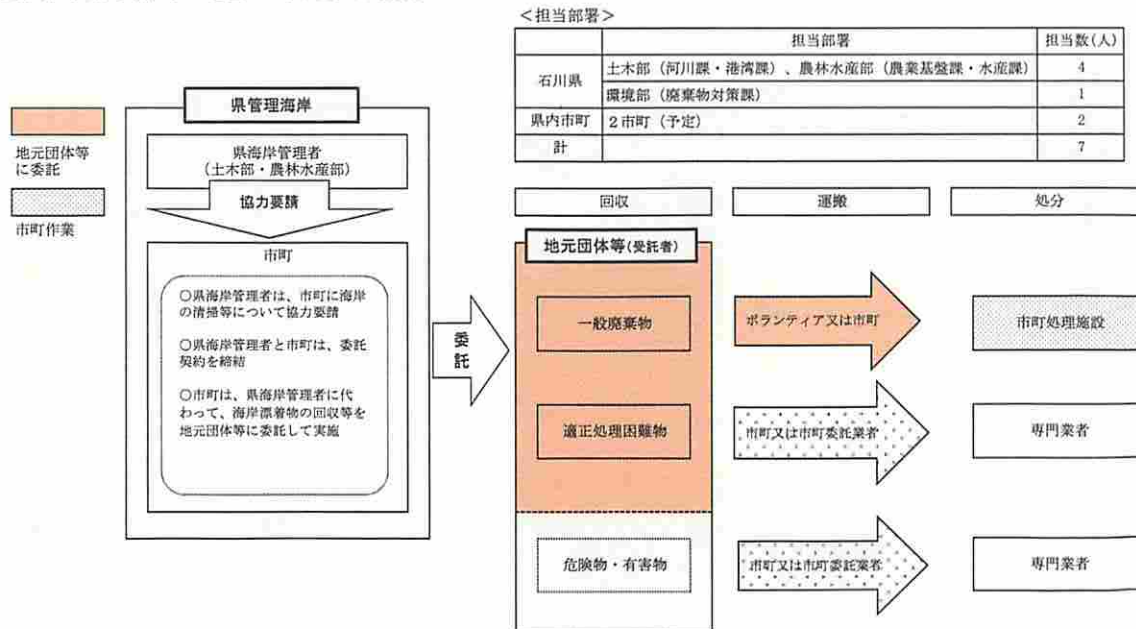 <担当部署>
担当部署 担当数(人)
石川県 土木部(河川課・港湾課)、農林水産部(農業基盤課・水産課) 4
環境部(廃棄物対策課) 1
県内市町 2市町(予定) 2
計 7
地元団体等
に委託
市町作業
県管理海岸
県海岸管理者
(土木部・農林水産部)
協力要請
市町
○県海岸管理者は、市町に海岸
の清掃等について協力要請
○県海岸管理者と市町は、委託
契約を締結
○市町は、県海岸管理者に代
わって、海岸漂着物の回収等を
地元団体等に委託して実施
委託
回収 運搬 処分
地元団体等(受託者)
一般廃棄物 ボランティア又は市町 市町処理施設
適正処理困難物 市町又は市町委託業者 専門業者
危険物・有害物 市町又は市町委託業者 専門業者